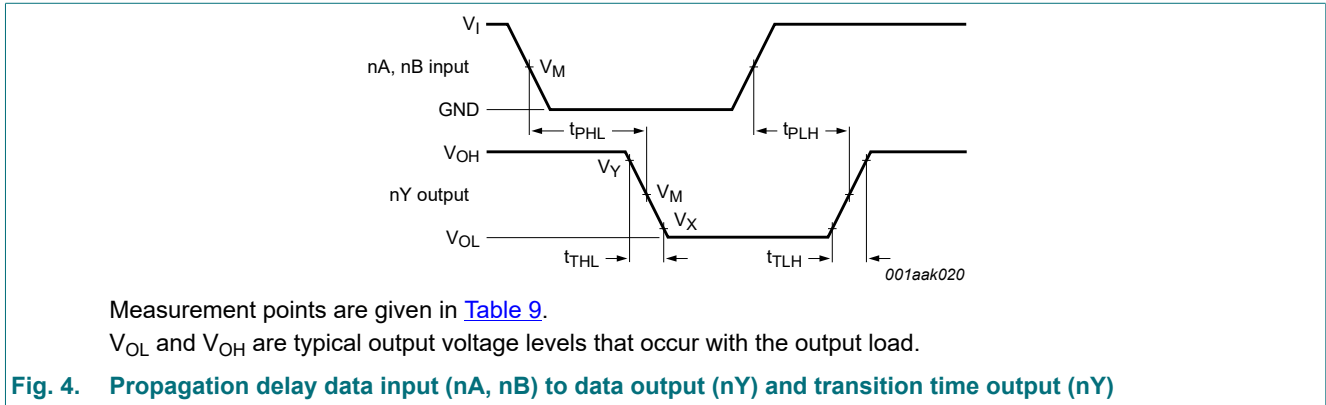 V_I
nA, nB input
V_M
GND
t_PHL
t_PLH
V_OH
V_Y
nY output
V_M
V_X
V_OL
t_THL
t_TLH
001aak020
Measurement points are given in Table 9.
V_OL and V_OH are typical output voltage levels that occur with the output load.
Fig. 4. Propagation delay data input (nA, nB) to data output (nY) and transition time output (nY)